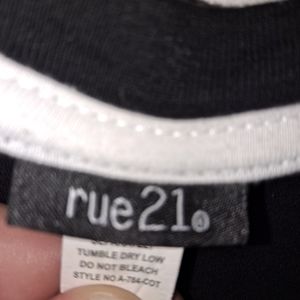 rue21®
TUMBLE DRY LOW
DO NOT BLEACH
STYLE NO A-784-COT